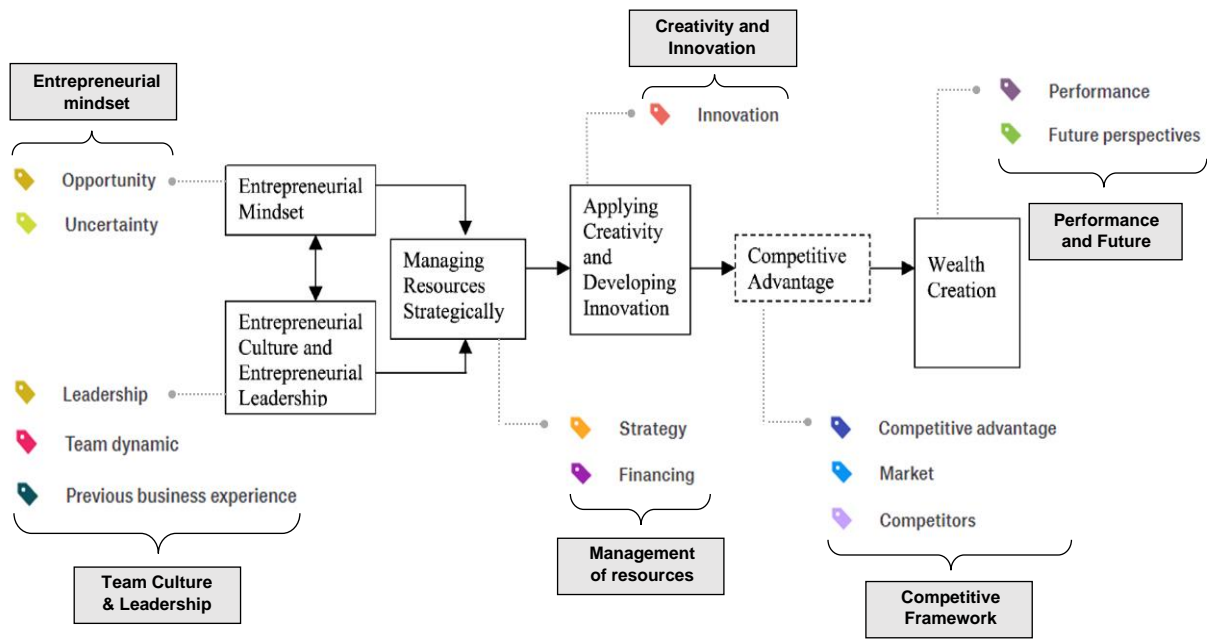 Creativity and
Innovation
Entrepreneurial
mindset
Innovation
Performance
Future perspectives
Opportunity
Uncertainty
Entrepreneurial
Mindset
Applying
Creativity
and
Developing
Innovation
Performance
and Future
Managing
Resources
Strategically
Competitive
Advantage
Wealth
Creation
Entrepreneurial
Culture and
Entrepreneurial
Leadership
Leadership
Team dynamic
Previous business experience
Strategy
Financing
Competitive advantage
Market
Competitors
Management
of resources
Team Culture
& Leadership
Competitive
Framework